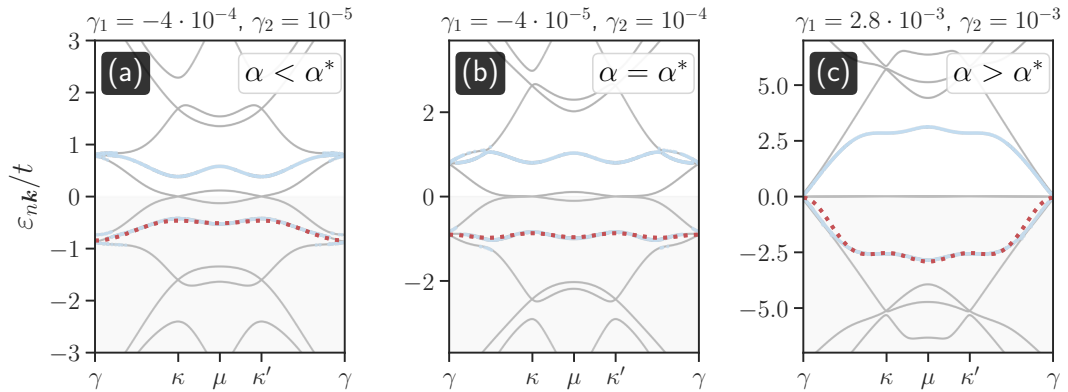 γ₁ = −4 · 10⁻⁴, γ₂ = 10⁻⁵
γ₁ = −4 · 10⁻⁵, γ₂ = 10⁻⁴
γ₁ = 2.8 · 10⁻³, γ₂ = 10⁻³
(a)
α < α*
(b)
α = α*
(c)
α > α*
ε_{nk}/t
3
2
1
0
−1
−2
−3
2
0
−2
5.0
2.5
0.0
−2.5
−5.0
γ κ μ κ′ γ
γ κ μ κ′ γ
γ κ μ κ′ γ